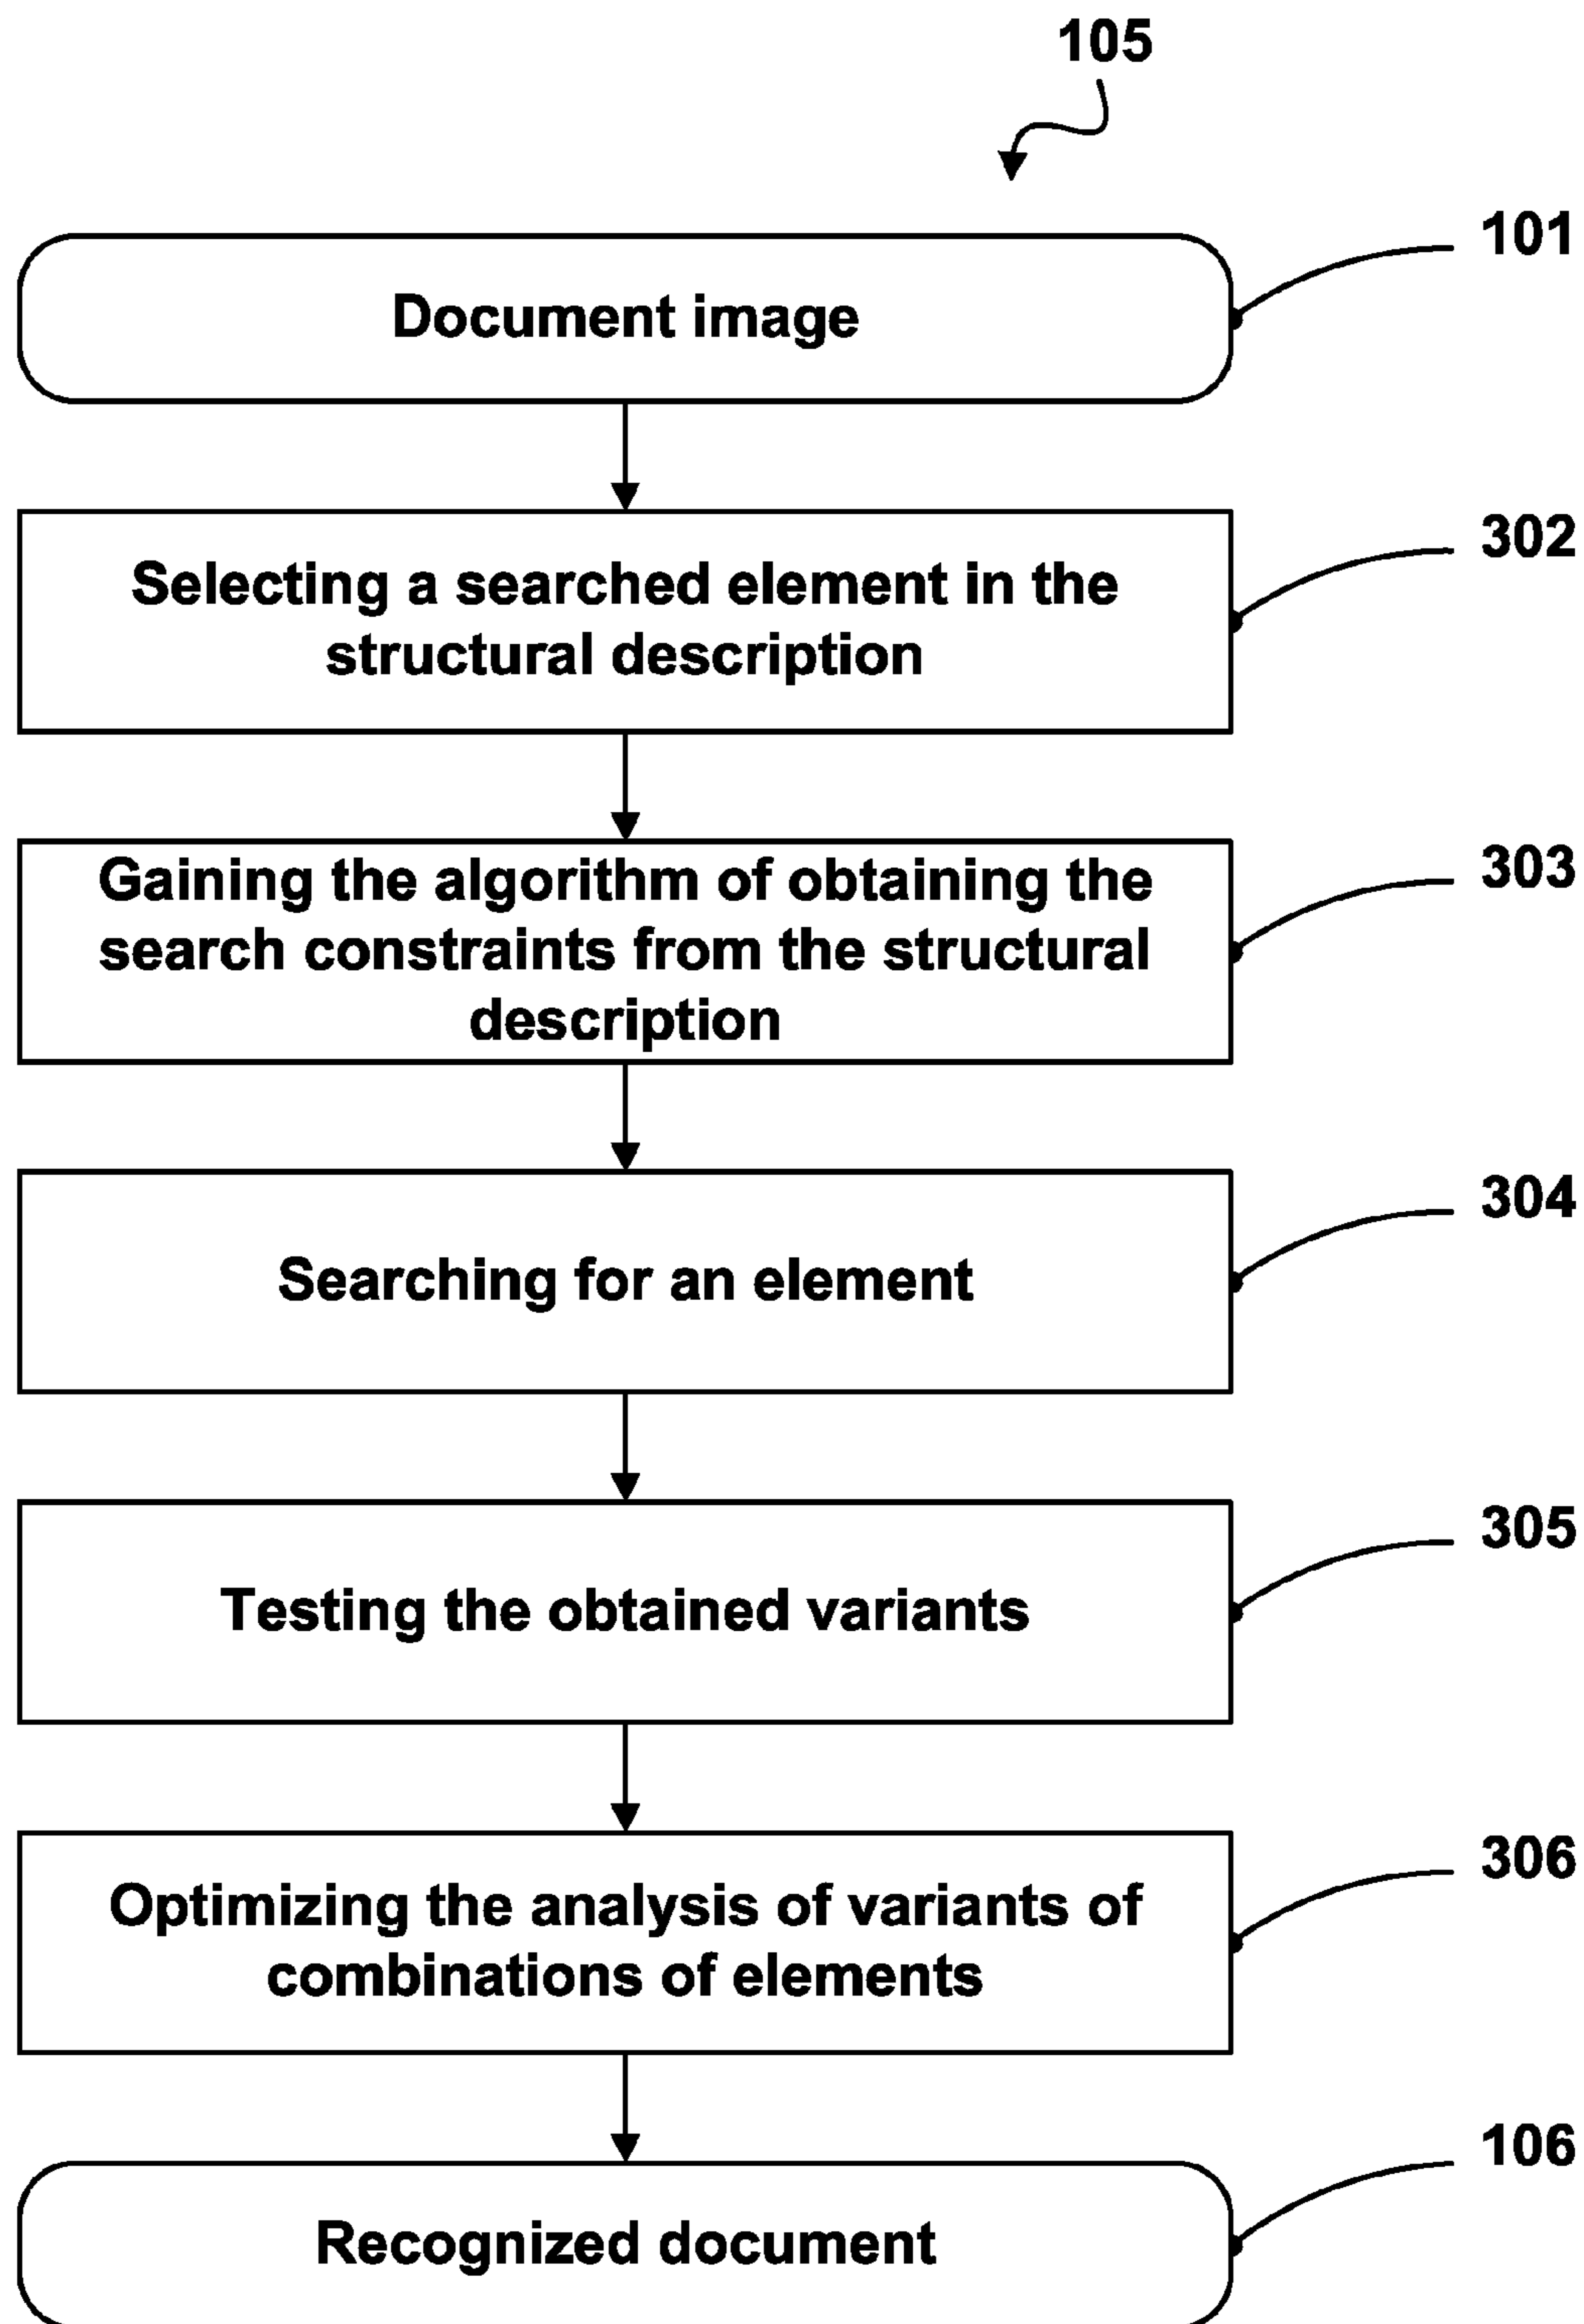 105
101
Document image
302
Selecting a searched element in the
structural description
303
Gaining the algorithm of obtaining the
search constraints from the structural
description
304
Searching for an element
305
Testing the obtained variants
306
Optimizing the analysis of variants of
combinations of elements
106
Recognized document